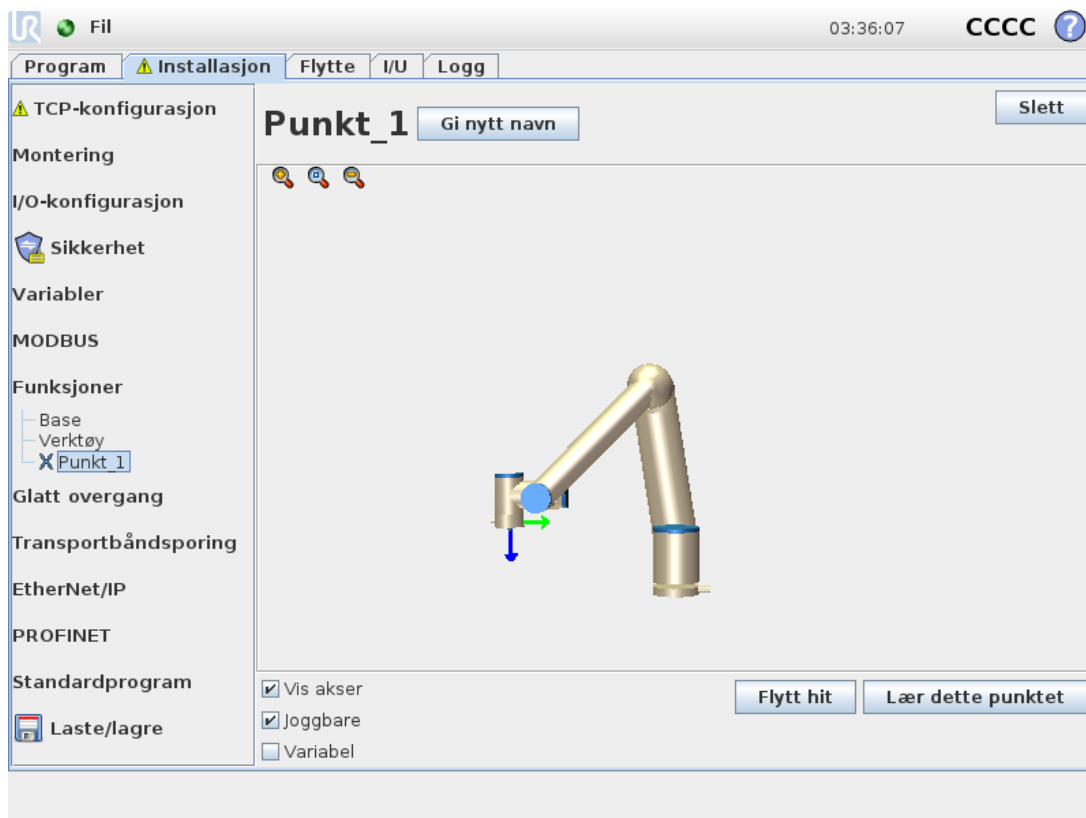 UR Fil 03:36:07 CCCC ?
Program Installasjon Flytte I/U Logg
TCP-konfigurasjon
Montering
I/O-konfigurasjon
Sikkerhet
Variabler
MODBUS
Funksjoner
Base
Verktøy
Punkt_1
Glatt overgang
Transportbåndsporing
EtherNet/IP
PROFINET
Standardprogram
Laste/lagre
Punkt_1 Gi nytt navn Slett
Vis akser
Joggbare
Variabel
Flytt hit Lær dette punktet